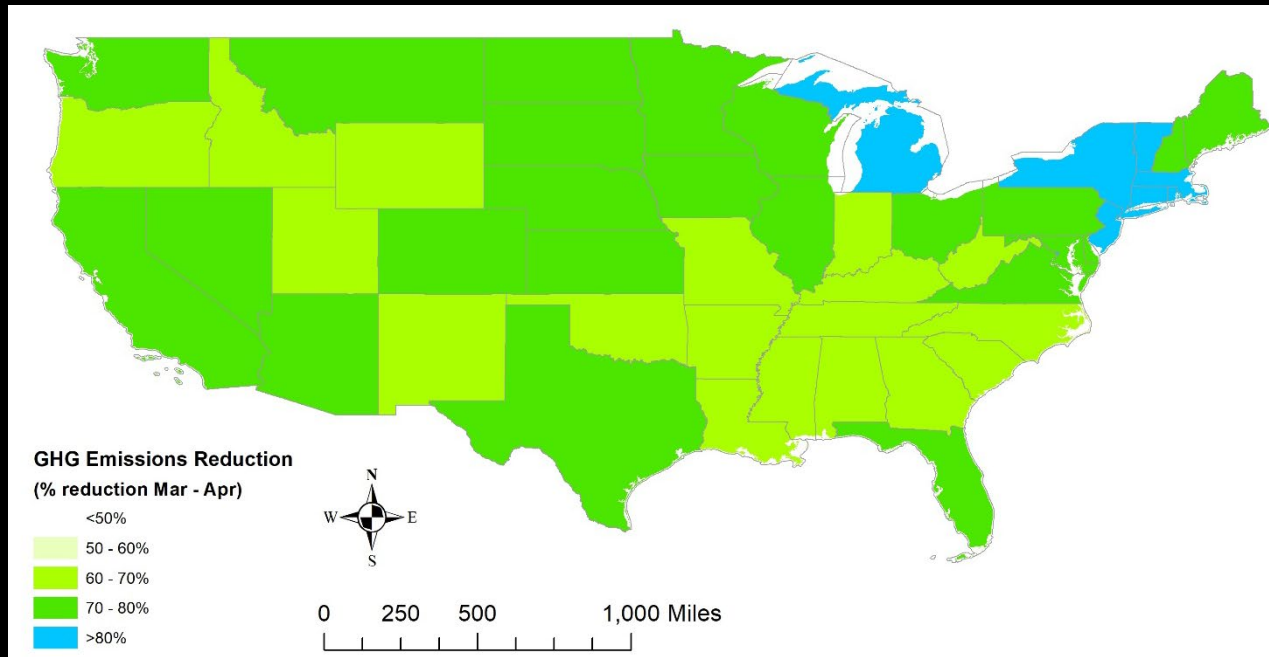 GHG Emissions Reduction
(% reduction Mar - Apr)
<50%
50 - 60%
60 - 70%
70 - 80%
>80%
N
W E
S
0 250 500 1,000 Miles